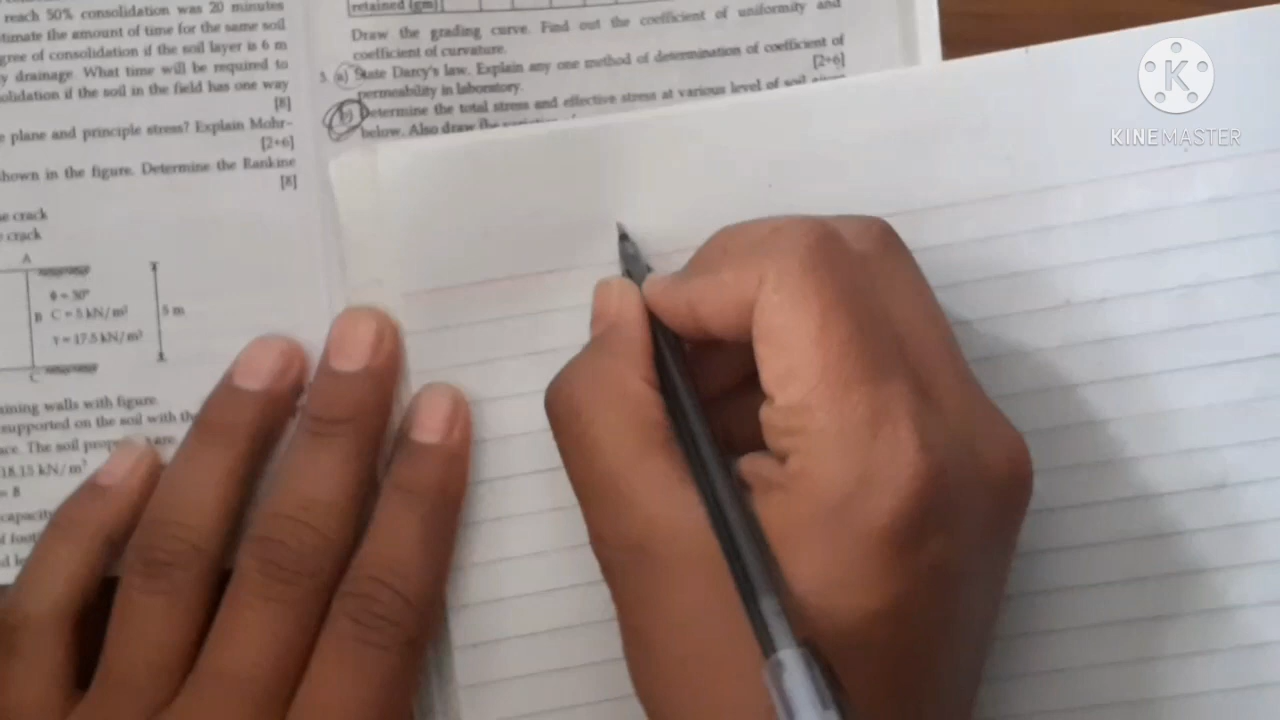 reach 50% consolidation was 20 minutes
timate the amount of time for the same soil
gree of consolidation if the soil layer is 6 m
y drainage. What time will be required to
olidation if the soil in the field has one way
[8]
e plane and principle stress? Explain Mohr-
[2+6]
hown in the figure. Determine the Rankine
[8]
e crack
crack
A
φ = 30°
B C = 5 kN/m²
γ = 17.5 kN/m³
5 m
C
aining walls with figure.
supported on the soil with the
ace. The soil are
18.15 kN/m³
= 8
capacity
retained (gm)
Draw the grading curve. Find out the coefficient of uniformity and
coefficient of curvature.
[2+6]
3. (a) State Darcy's law. Explain any one method of determination of coefficient of
permeability in laboratory.
b) Determine the total stress and effective stress at various level of soil given
below. Also draw the
K
KINEMASTER